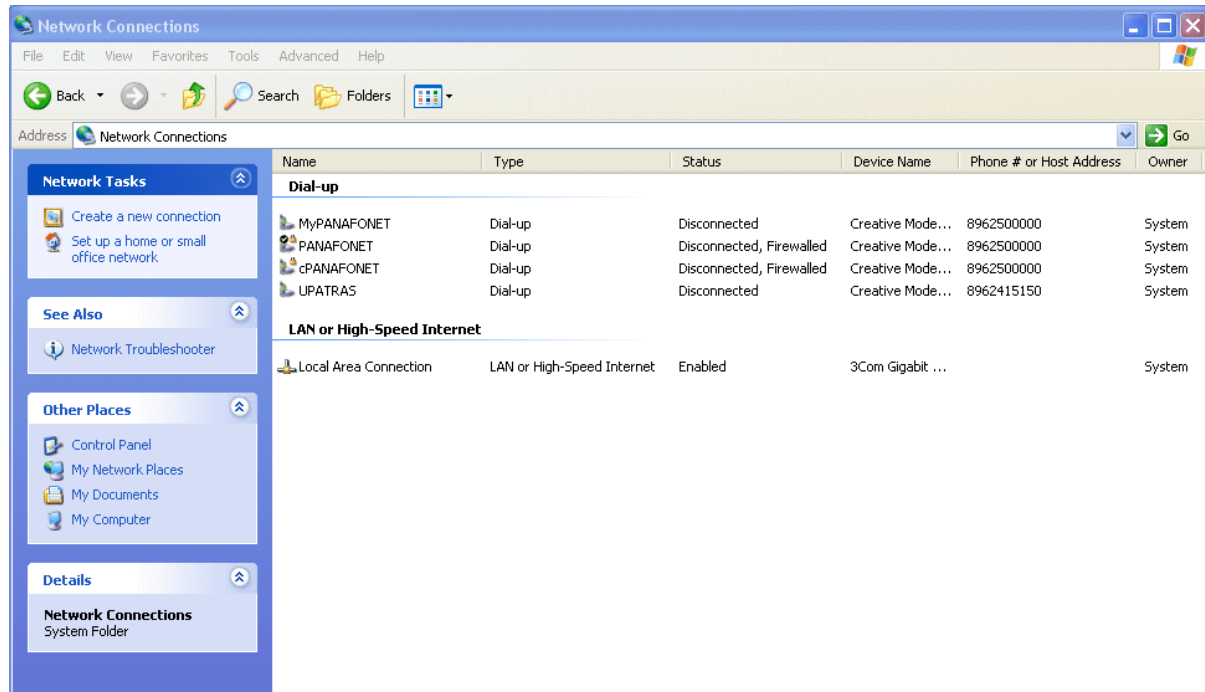 Network Connections
File Edit View Favorites Tools Advanced Help
Back Search Folders
Address Network Connections Go
Network Tasks
Create a new connection
Set up a home or small
office network
See Also
Network Troubleshooter
Other Places
Control Panel
My Network Places
My Documents
My Computer
Details
Network Connections
System Folder
Name Type Status Device Name Phone # or Host Address Owner
Dial-up
MyPANAFONET Dial-up Disconnected Creative Mode... 8962500000 System
PANAFONET Dial-up Disconnected, Firewalled Creative Mode... 8962500000 System
cPANAFONET Dial-up Disconnected, Firewalled Creative Mode... 8962500000 System
UPATRAS Dial-up Disconnected Creative Mode... 8962415150 System
LAN or High-Speed Internet
Local Area Connection LAN or High-Speed Internet Enabled 3Com Gigabit ... System